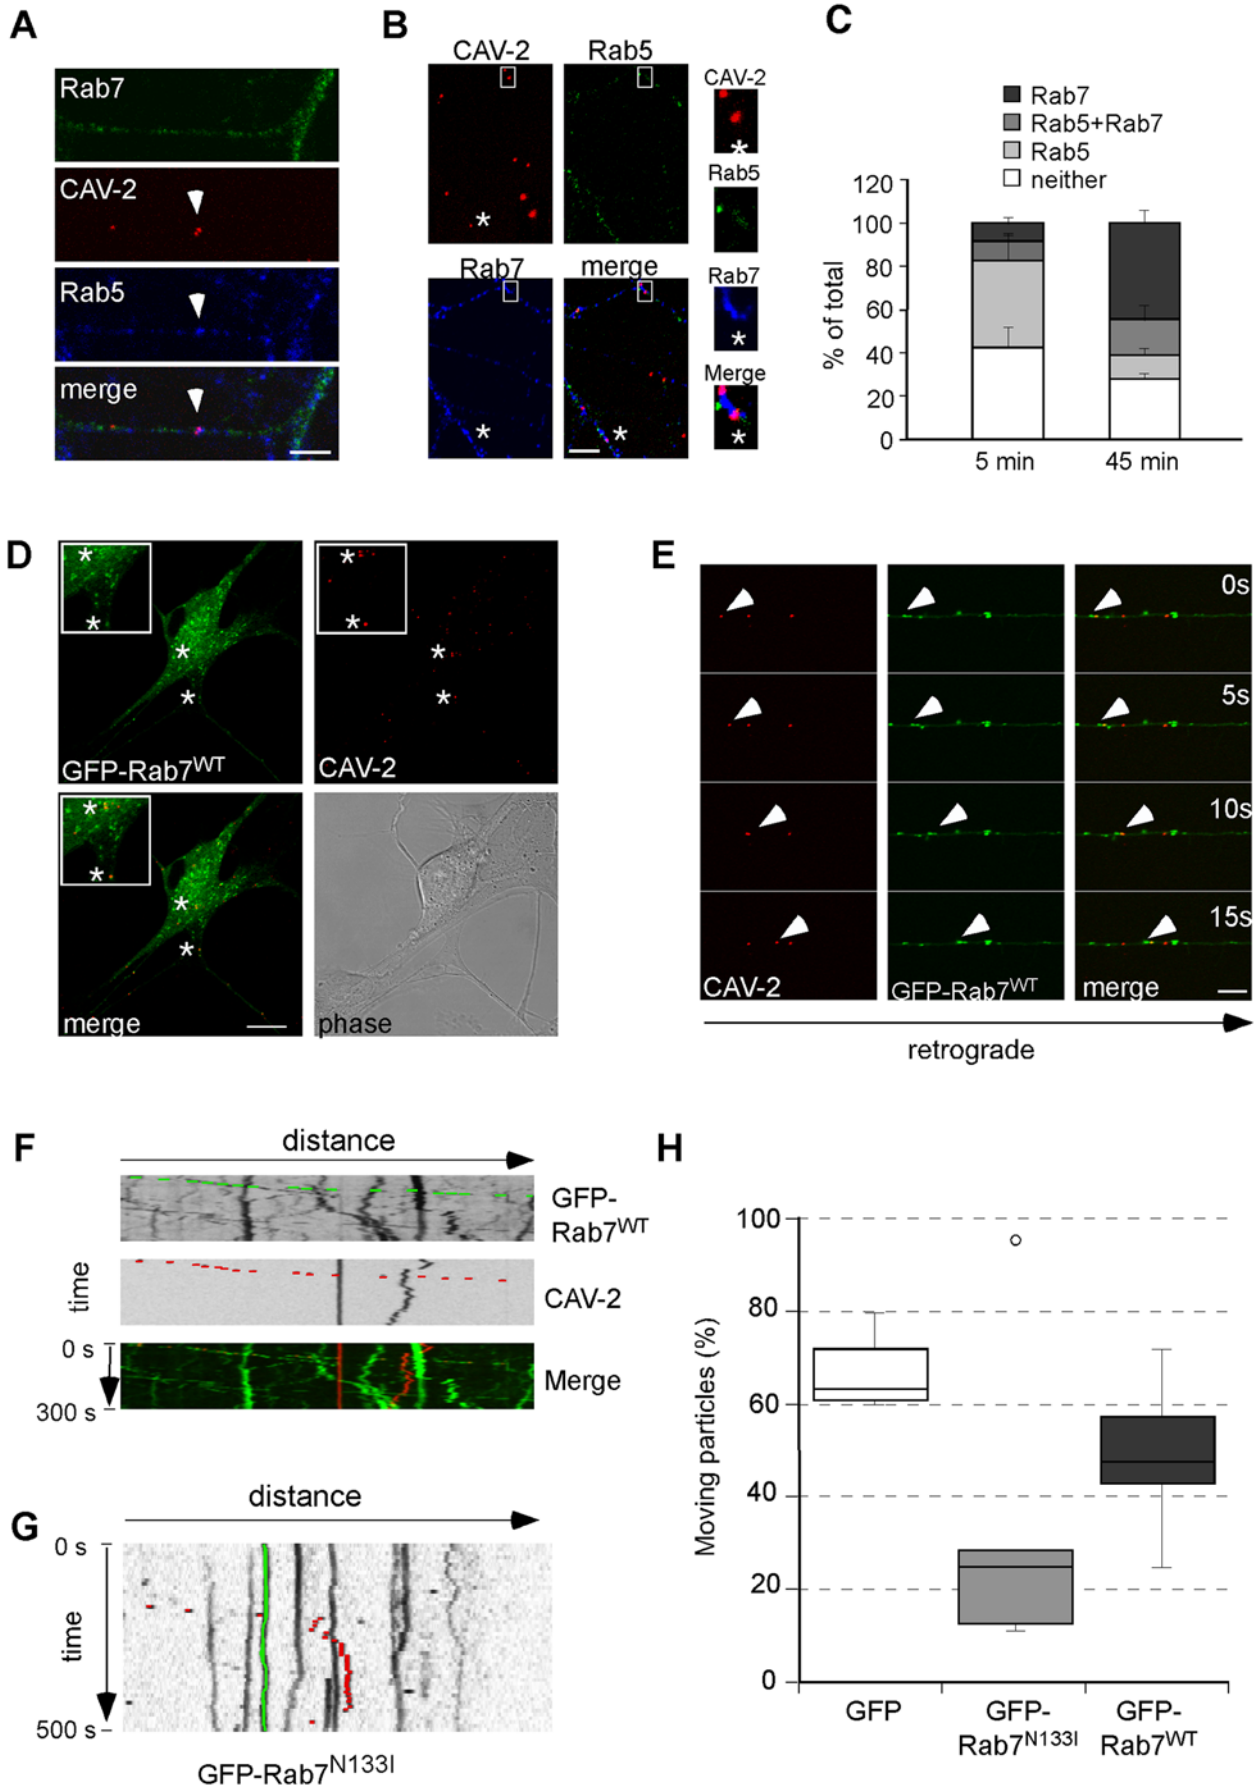 A
Rab7
CAV-2
Rab5
merge
B
CAV-2
Rab5
Rab7
merge
CAV-2
*
Rab5
Rab7
*
Merge
*
*
*
*
C
Rab7
Rab5+Rab7
Rab5
neither
% of total
120
100
80
60
40
20
0
5 min
45 min
D
*
*
*
*
GFP-Rab7WT
*
*
*
*
CAV-2
*
*
*
*
merge
phase
E
0s
5s
10s
15s
CAV-2
GFP-Rab7WT
merge
retrograde
F
distance
GFP-
Rab7WT
time
CAV-2
0 s
300 s
Merge
G
distance
0 s
time
500 s
GFP-Rab7N133I
H
Moving particles (%)
100
80
60
40
20
0
GFP
GFP-
Rab7N133I
GFP-
Rab7WT